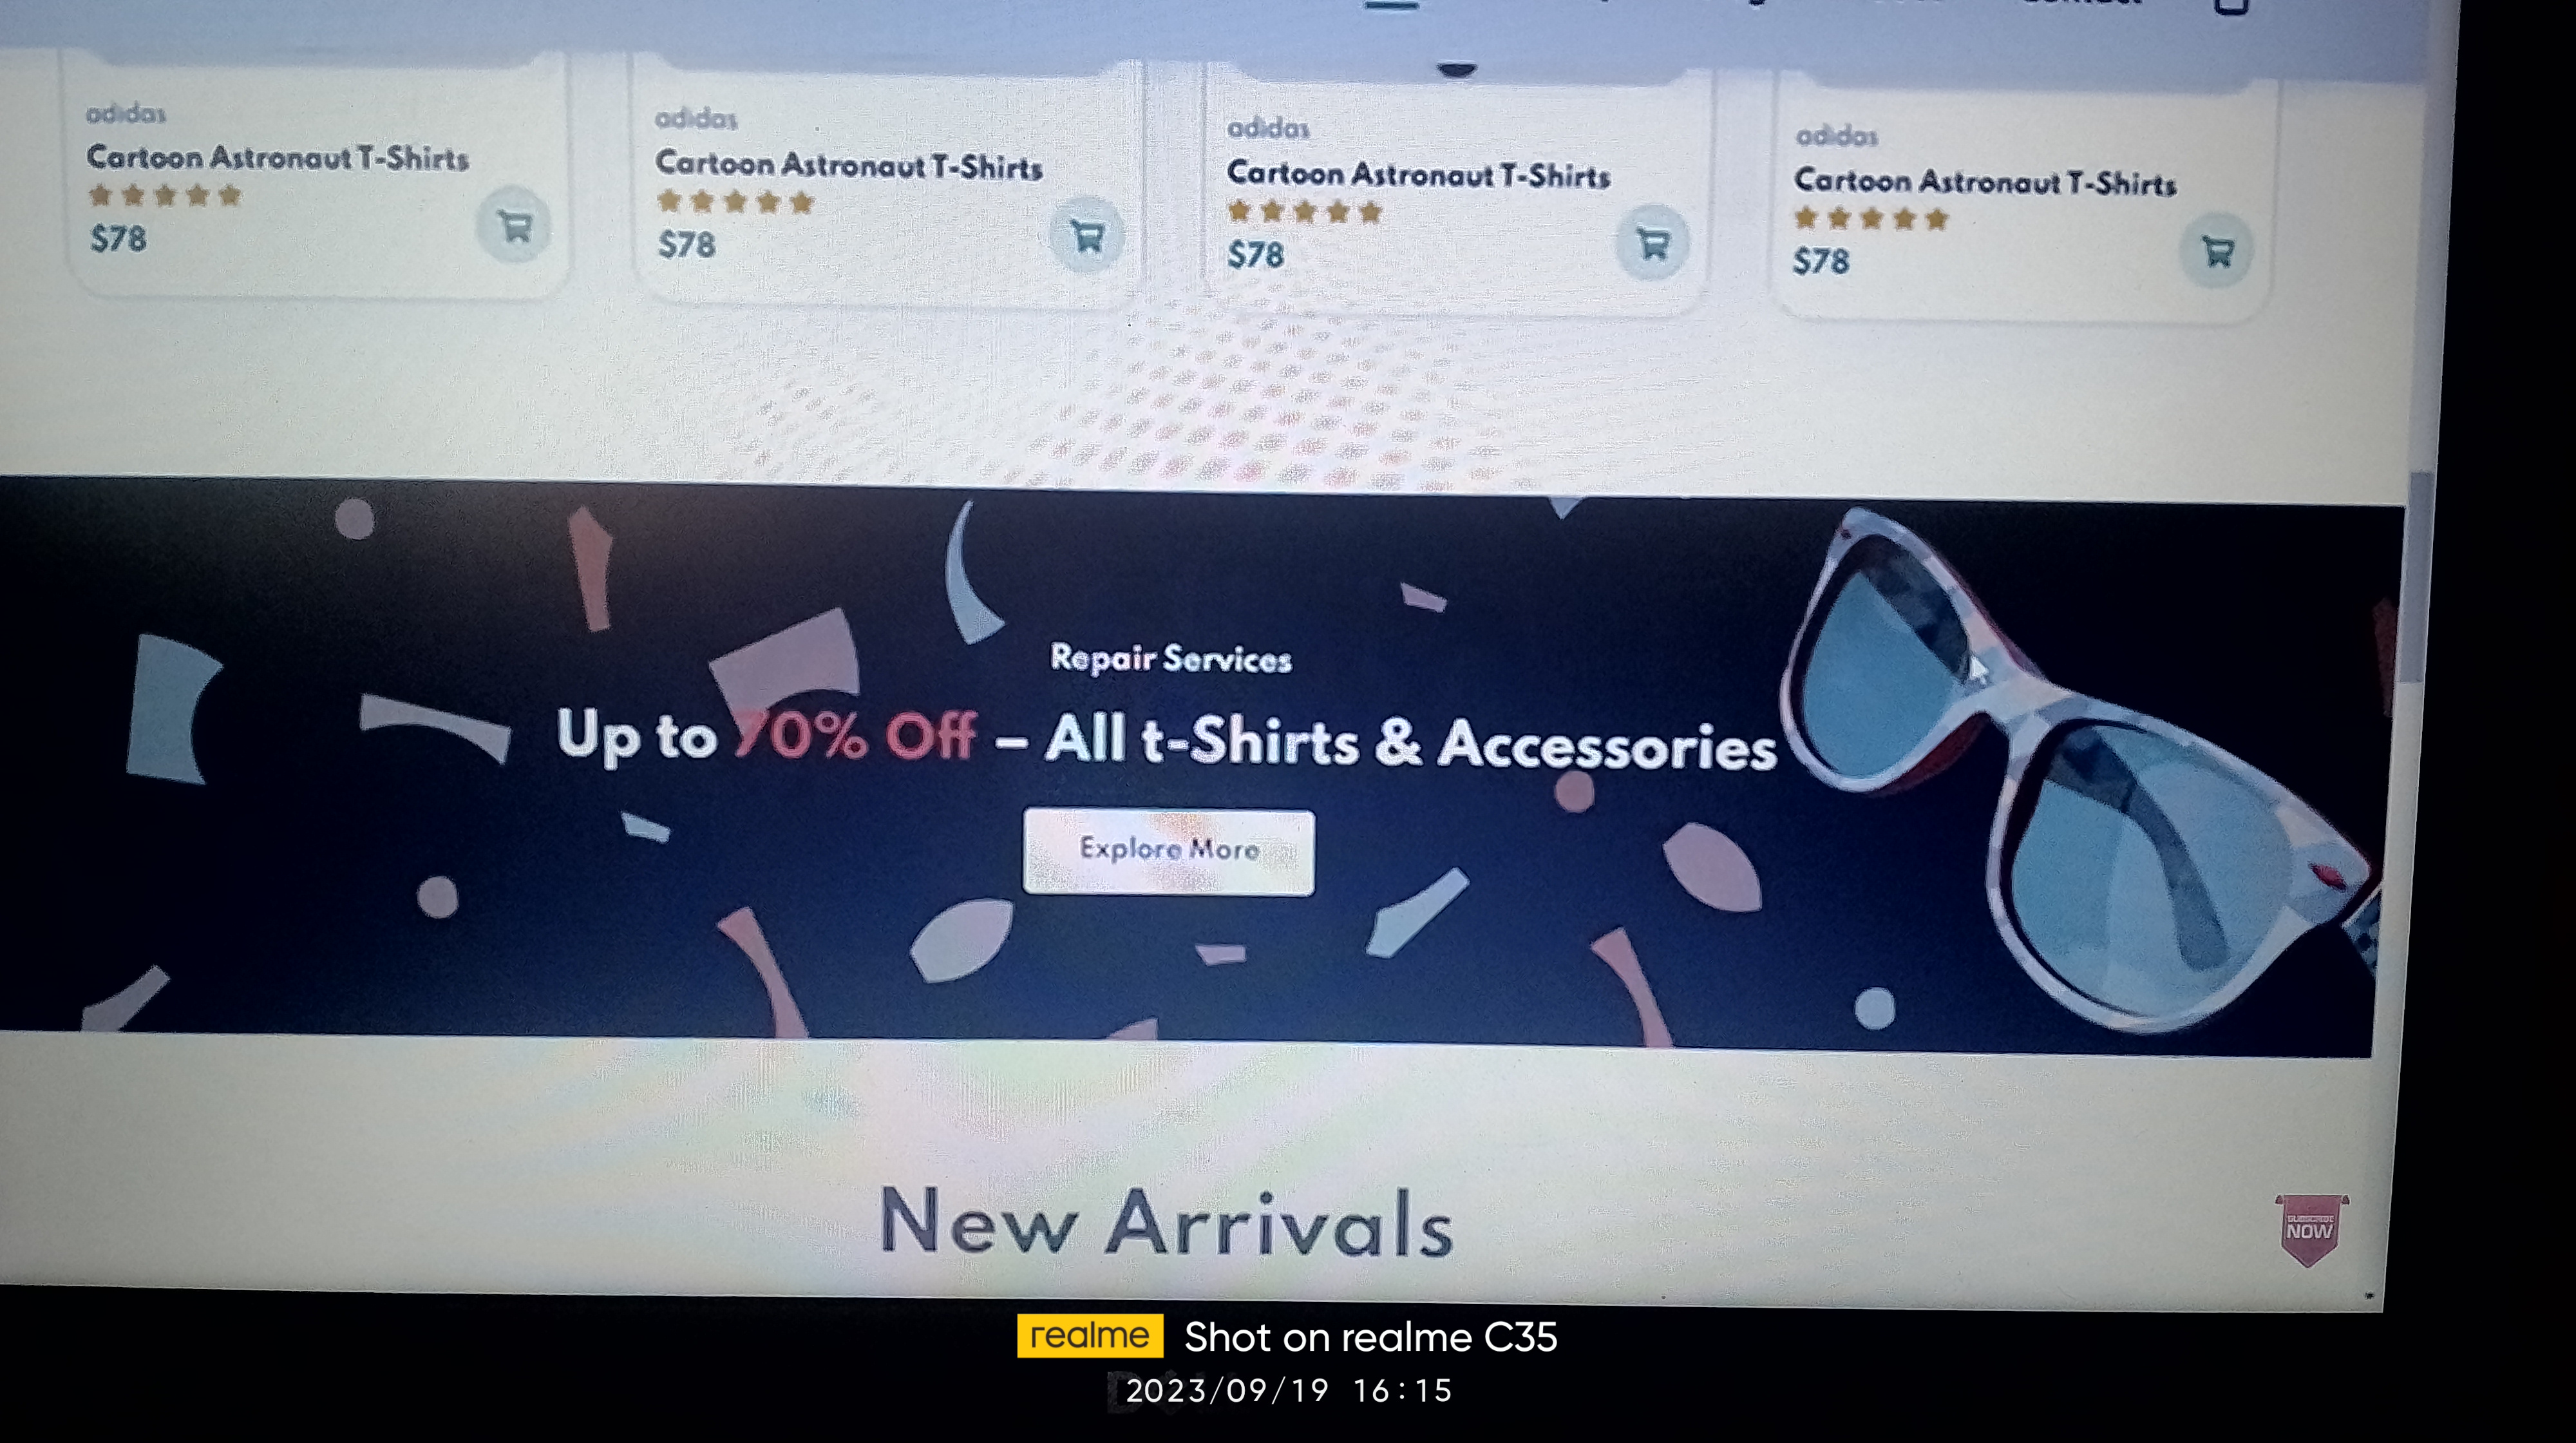 adidas
Cartoon Astronaut T-Shirts
$78
adidas
Cartoon Astronaut T-Shirts
$78
adidas
Cartoon Astronaut T-Shirts
$78
adidas
Cartoon Astronaut T-Shirts
$78
Repair Services
Up to 70% Off – All t-Shirts & Accessories
Explore More
New Arrivals
SUBSCRIBE
NOW
realme Shot on realme C35
2023/09/19 16:15